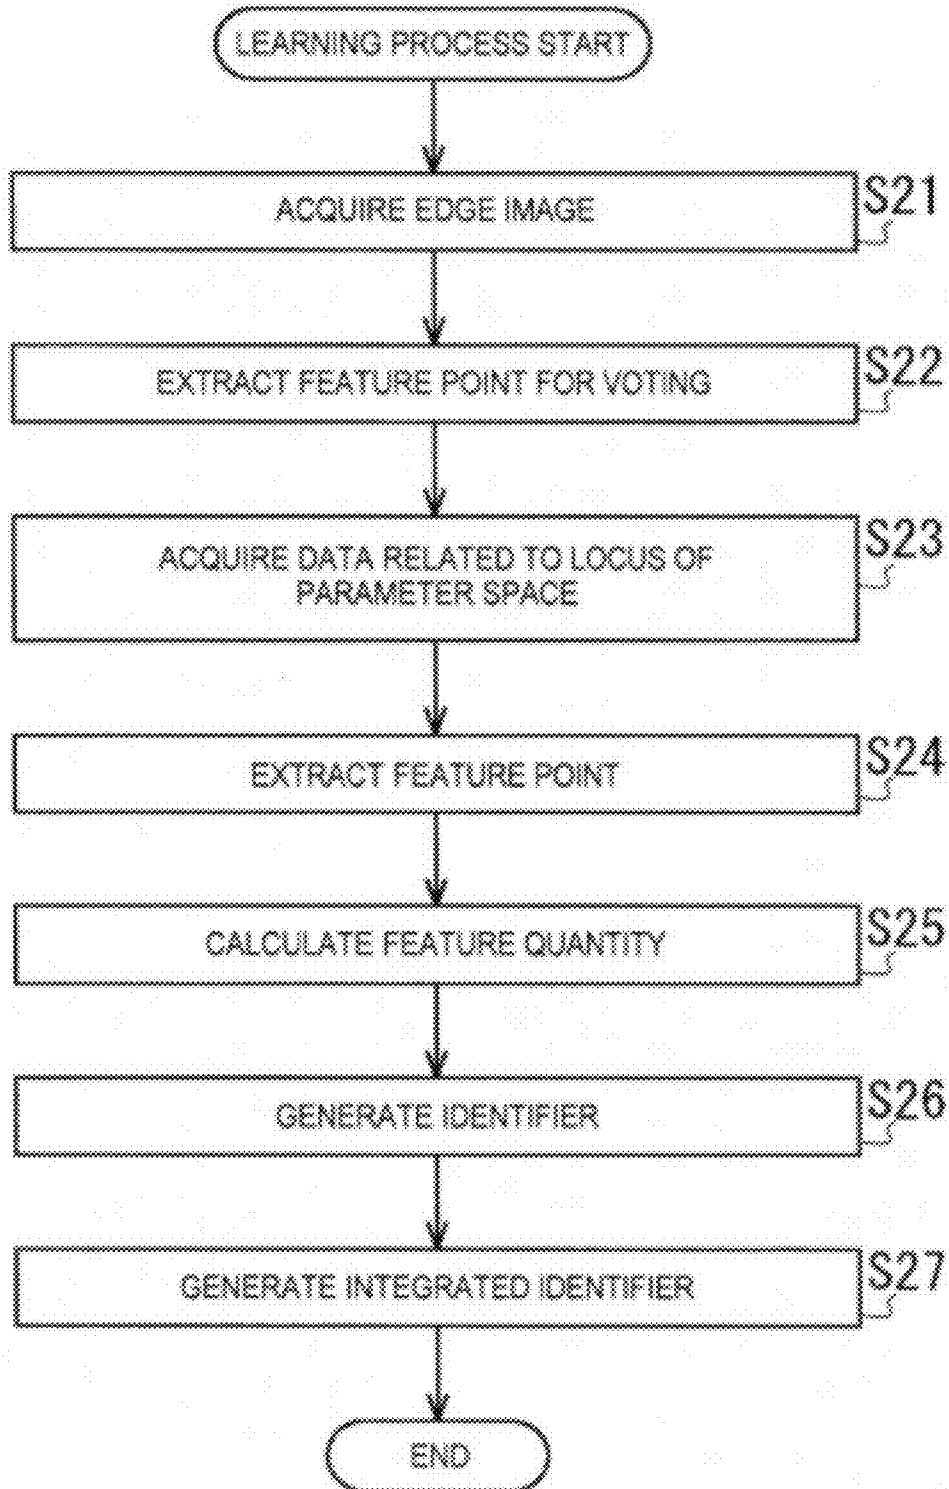 LEARNING PROCESS START
ACQUIRE EDGE IMAGE
S21
EXTRACT FEATURE POINT FOR VOTING
S22
ACQUIRE DATA RELATED TO LOCUS OF
PARAMETER SPACE
S23
EXTRACT FEATURE POINT
S24
CALCULATE FEATURE QUANTITY
S25
GENERATE IDENTIFIER
S26
GENERATE INTEGRATED IDENTIFIER
S27
END